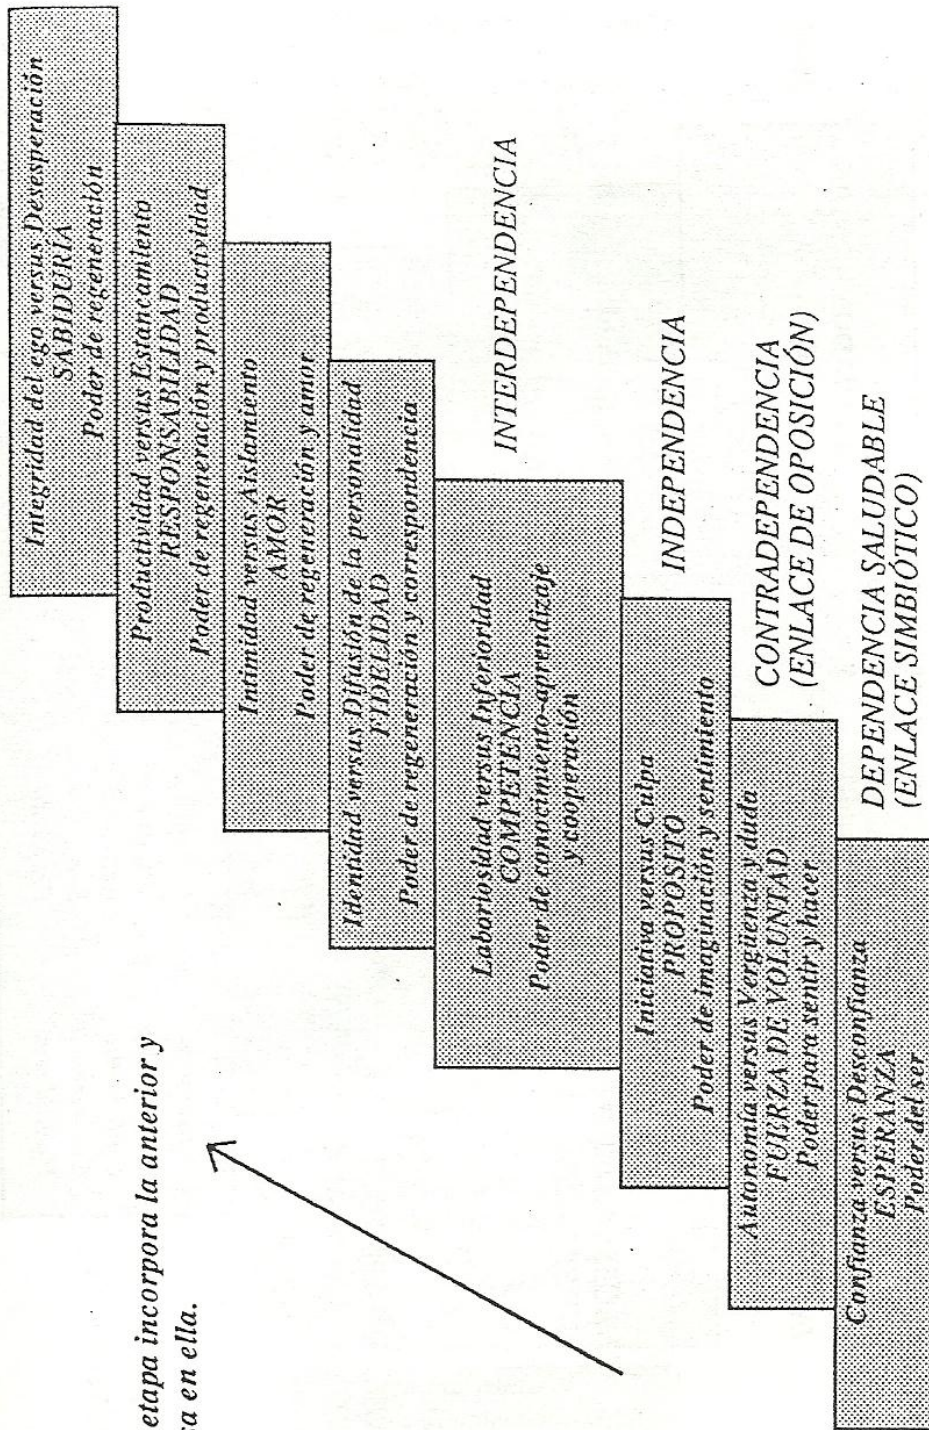 etapa incorpora la anterior y
en ella.
Integridad del ego versus Desesperación
SABIDURÍA
Poder de regeneración
Productividad versus Estancamiento
RESPONSABILIDAD
Poder de regeneración y productividad
Intimidad versus Aislamiento
AMOR
Poder de regeneración y amor
Identidad versus Difusión de la personalidad
FIDELIDAD
Poder de regeneración y correspondencia
Laboriosidad versus Inferioridad
COMPETENCIA
Poder de conocimiento-aprendizaje
y cooperación
INTERDEPENDENCIA
Iniciativa versus Culpa
PROPOSITO
Poder de imaginación y sentimiento
INDEPENDENCIA
Autonomía versus Vergüenza y duda
FUERZA DE VOLUNTAD
Poder para sentir y hacer
CONTRADEPENDENCIA
(ENLACE DE OPOSICIÓN)
Confianza versus Desconfianza
ESPERANZA
Poder del ser
DEPENDENCIA SALUDABLE
(ENLACE SIMBIÓTICO)